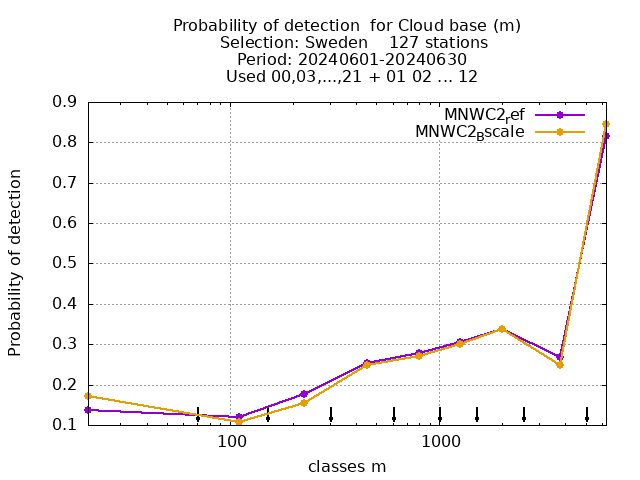 Probability of detection  for Cloud base (m)
Selection: Sweden    127 stations
Period: 20240601-20240630
Used 00,03,...,21 + 01 02 ... 12
MNWC2ref
MNWC2Bscale
0.9
0.8
0.7
0.6
0.5
0.4
0.3
0.2
0.1
Probability of detection
100
1000
classes m